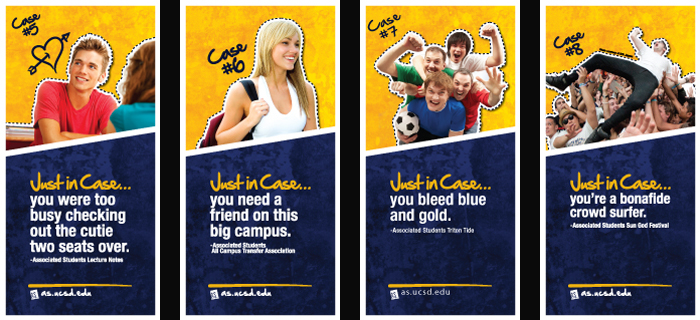 Case
#5
Just in Case...
you were too
busy checking
out the cutie
two seats over.
-Associated Students Lecture Notes
as.ucsd.edu
Case
#6
Just in Case...
you need a
friend on this
big campus.
-Associated Students
All Campus Transfer Association
as.ucsd.edu
Case
#7
Just in Case...
you bleed blue
and gold.
-Associated Students Triton Tide
as.ucsd.edu
Case
#8
Just in Case...
you're a bonafide
crowd surfer.
-Associated Students Sun God Festival
as.ucsd.edu